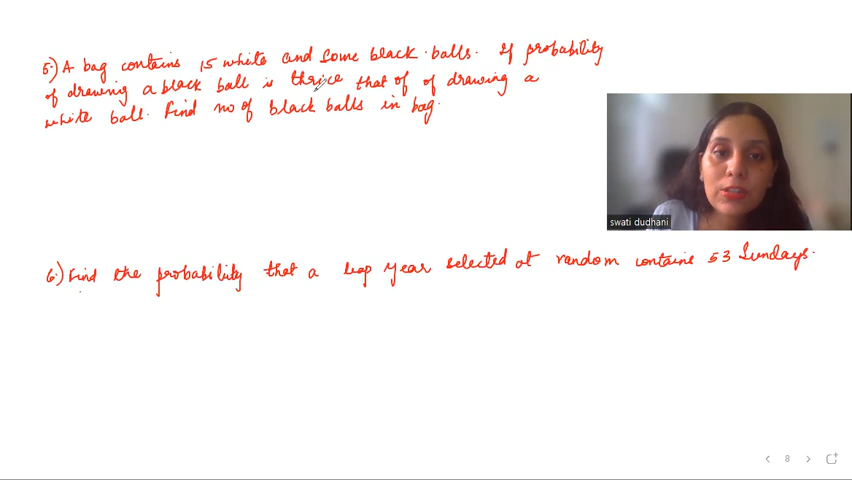 5.) A bag contains 15 white and some black balls. If probability
of drawing a black ball is thrice that of of drawing a
white ball. Find no of black balls in bag.
swati dudhani
6.) Find the probability that a leap year selected at random contains 53 Sundays.
8